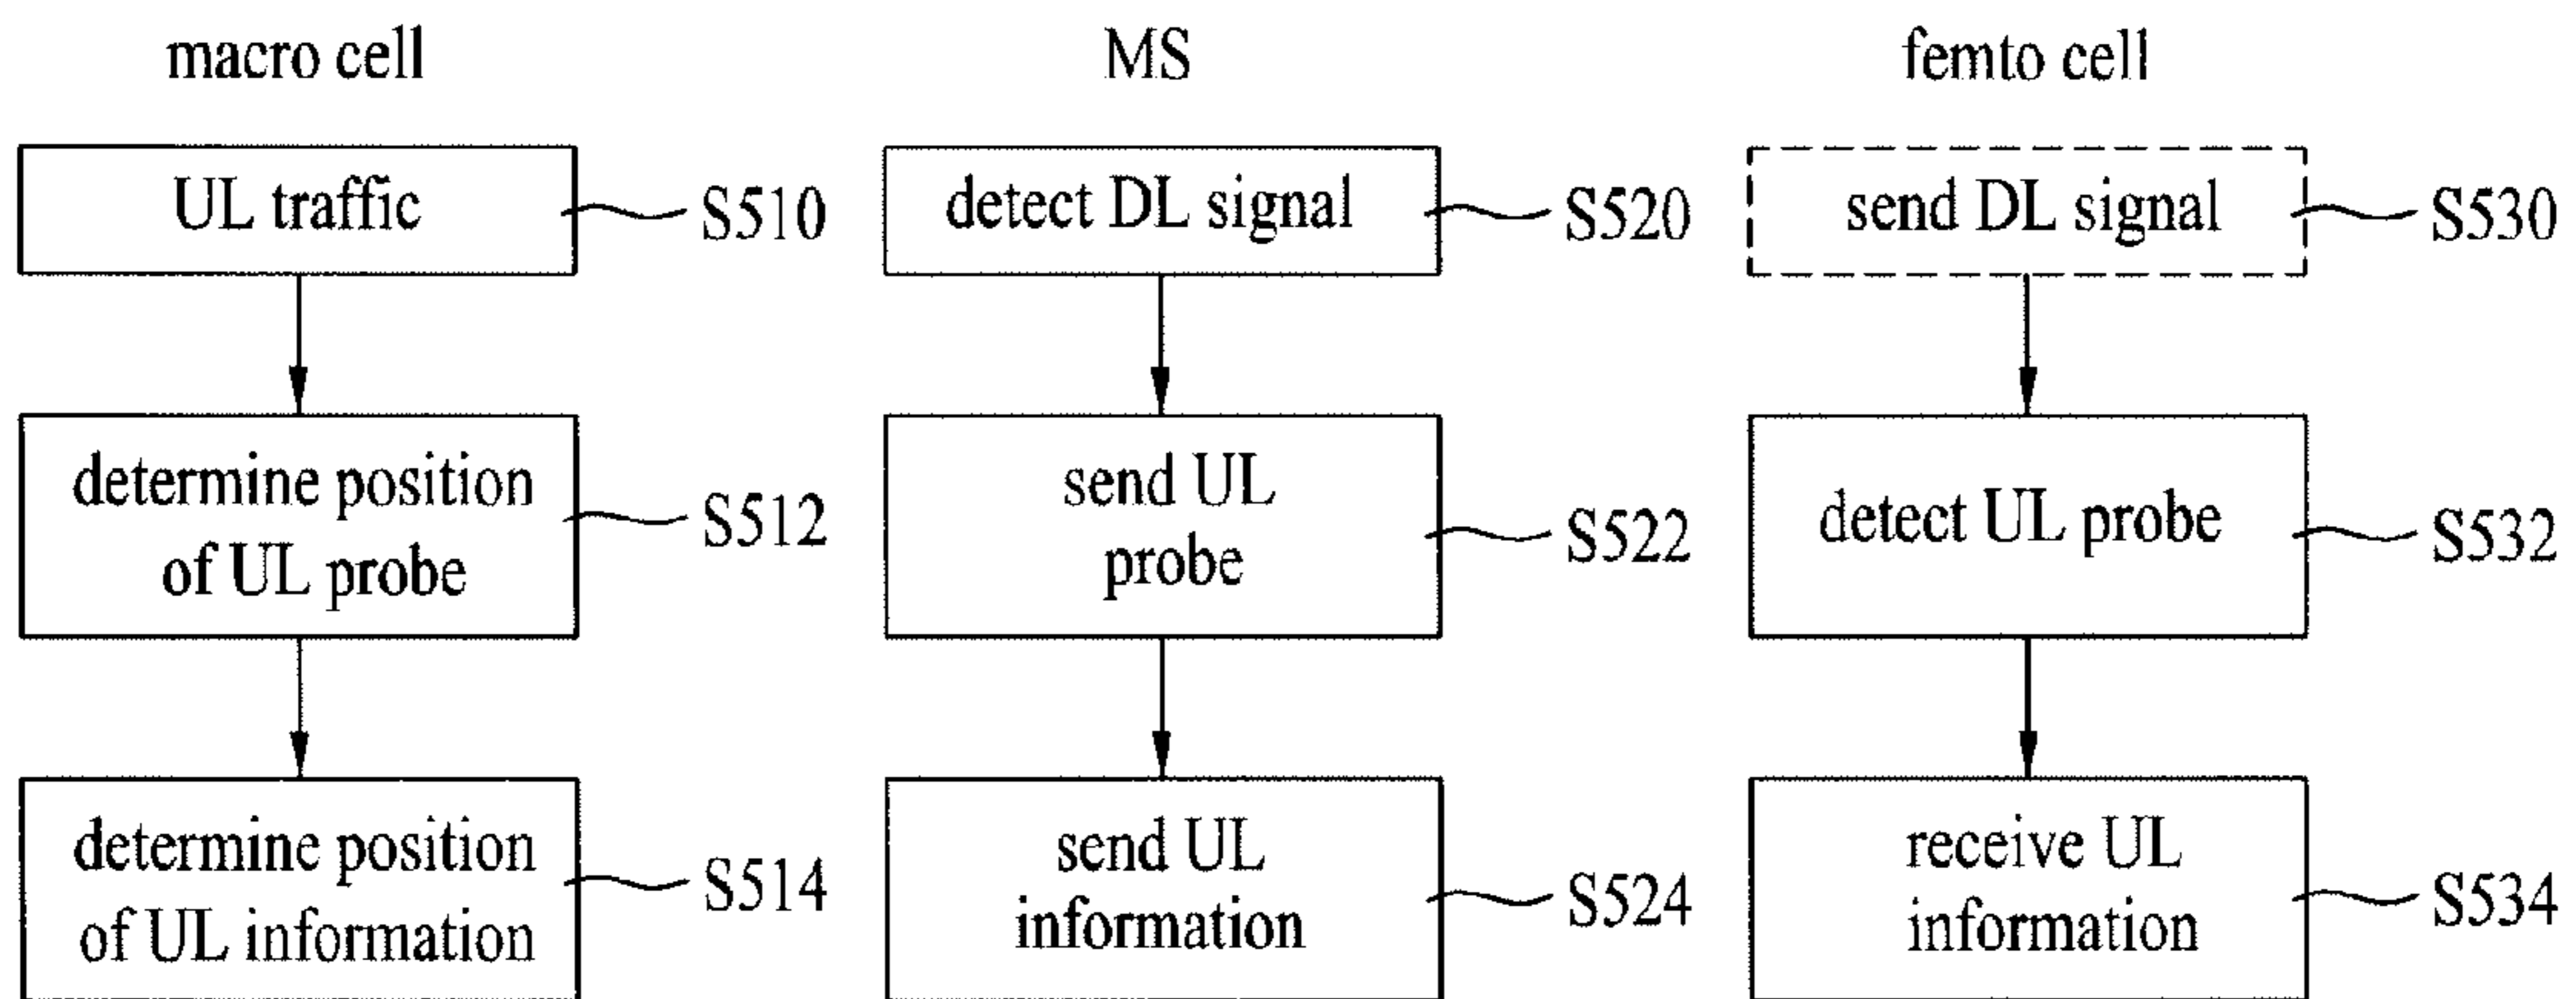 macro cell
MS
femto cell
UL traffic
S510
detect DL signal
S520
send DL signal
S530
determine position
of UL probe
S512
send UL
probe
S522
detect UL probe
S532
determine position
of UL information
S514
send UL
information
S524
receive UL
information
S534